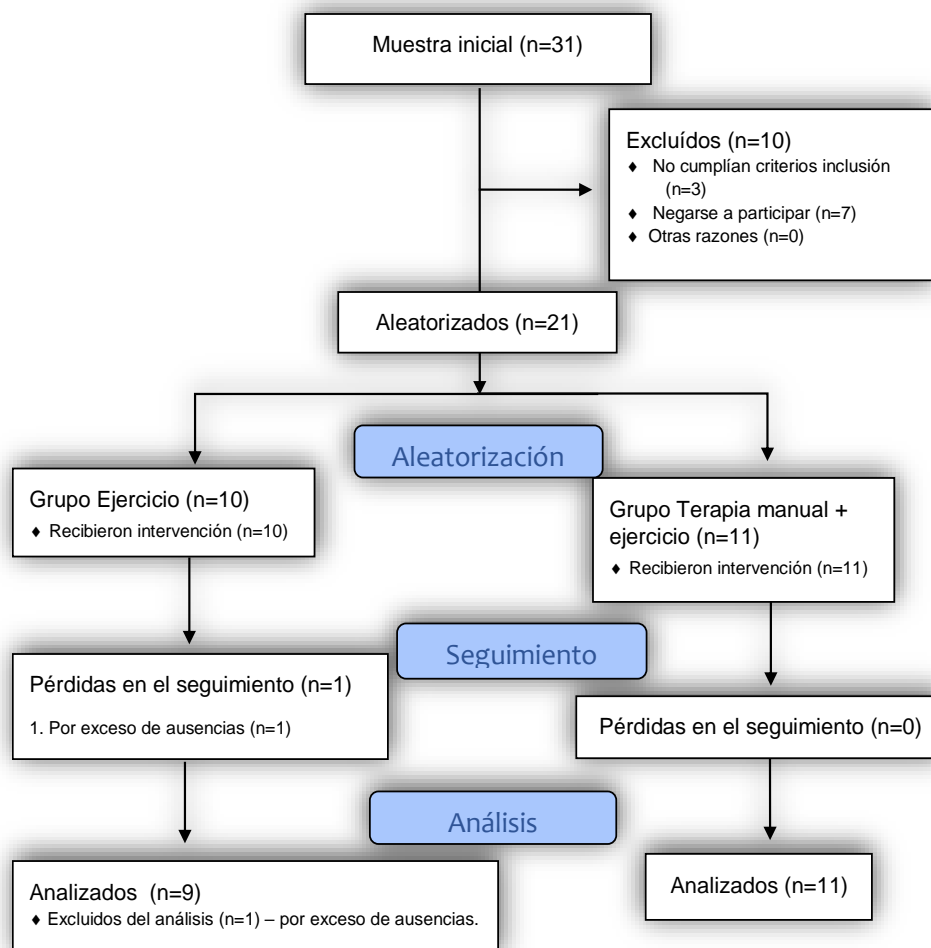 Muestra inicial (n=31)
Excluídos (n=10)
♦ No cumplían criterios inclusión
(n=3)
♦ Negarse a participar (n=7)
♦ Otras razones (n=0)
Aleatorizados (n=21)
Aleatorización
Grupo Ejercicio (n=10)
♦ Recibieron intervención (n=10)
Grupo Terapia manual +
ejercicio (n=11)
♦ Recibieron intervención (n=11)
Seguimiento
Pérdidas en el seguimiento (n=1)
1. Por exceso de ausencias (n=1)
Pérdidas en el seguimiento (n=0)
Análisis
Analizados (n=9)
♦ Excluidos del análisis (n=1) – por exceso de ausencias.
Analizados (n=11)